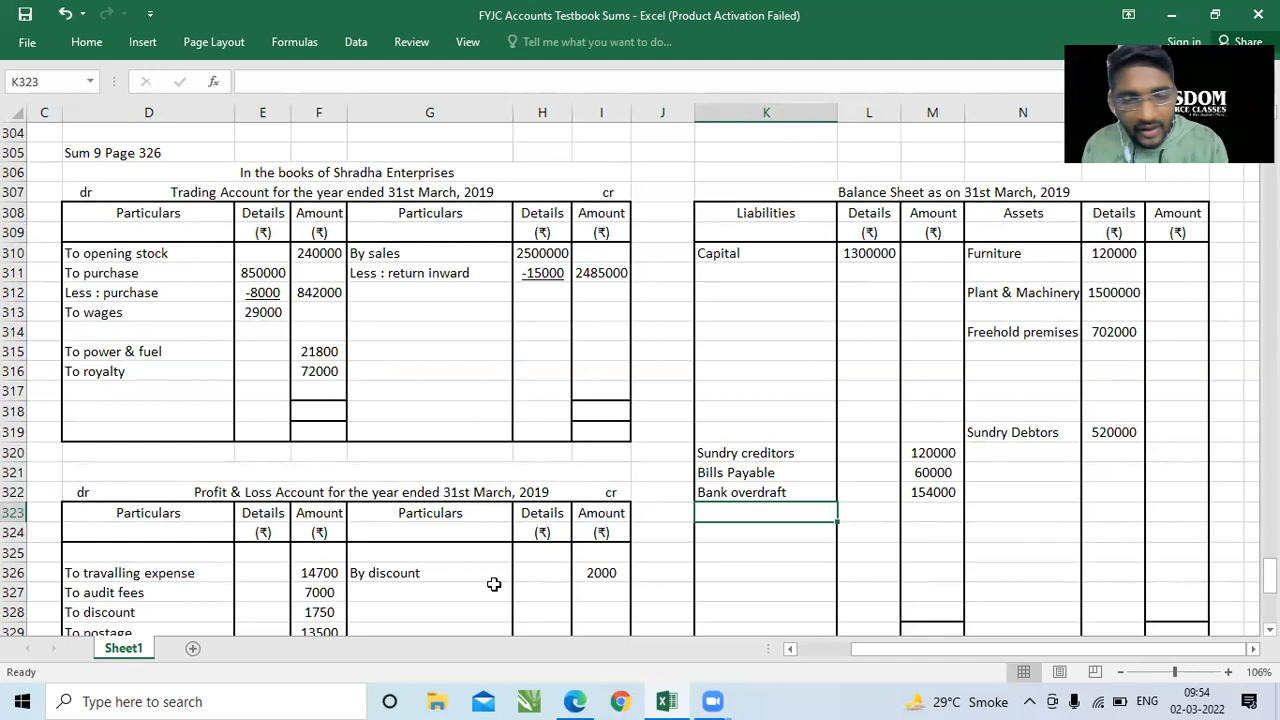 FYJC Accounts Testbook Sums - Excel (Product Activation Failed)
File Home Insert Page Layout Formulas Data Review View Tell me what you want to do... Sign in Share
K323 fx
SDOM
RCE CLASSES
C D E F G H I J K L M N O P Q
304
305 Sum 9 Page 326
306 In the books of Shradha Enterprises
307 dr Trading Account for the year ended 31st March, 2019 cr Balance Sheet as on 31st March, 2019
308 Particulars Details Amount Particulars Details Amount Liabilities Details Amount Assets Details Amount
309 (₹) (₹) (₹) (₹) (₹) (₹) (₹) (₹)
310 To opening stock 240000 By sales 2500000 Capital 1300000 Furniture 120000
311 To purchase 850000 Less : return inward -15000 2485000
312 Less : purchase -8000 842000 Plant & Machinery 1500000
313 To wages 29000
314 Freehold premises 702000
315 To power & fuel 21800
316 To royalty 72000
317
318
319 Sundry Debtors 520000
320 Sundry creditors 120000
321 Bills Payable 60000
322 dr Profit & Loss Account for the year ended 31st March, 2019 cr Bank overdraft 154000
323 Particulars Details Amount Particulars Details Amount
324 (₹) (₹) (₹) (₹)
325
326 To travalling expense 14700 By discount 2000
327 To audit fees 7000
328 To discount 1750
329 To postage 13500
Sheet1
Ready 106%
Type here to search 29°C Smoke ENG 09:54
02-03-2022